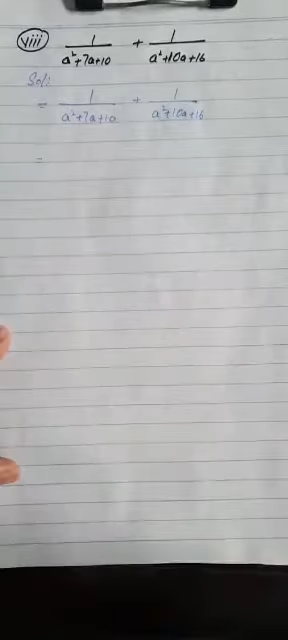 viii 1/(a²+7a+10) + 1/(a²+10a+16)
Sol:
= 1/(a²+7a+10) + 1/(a²+10a+16)
=